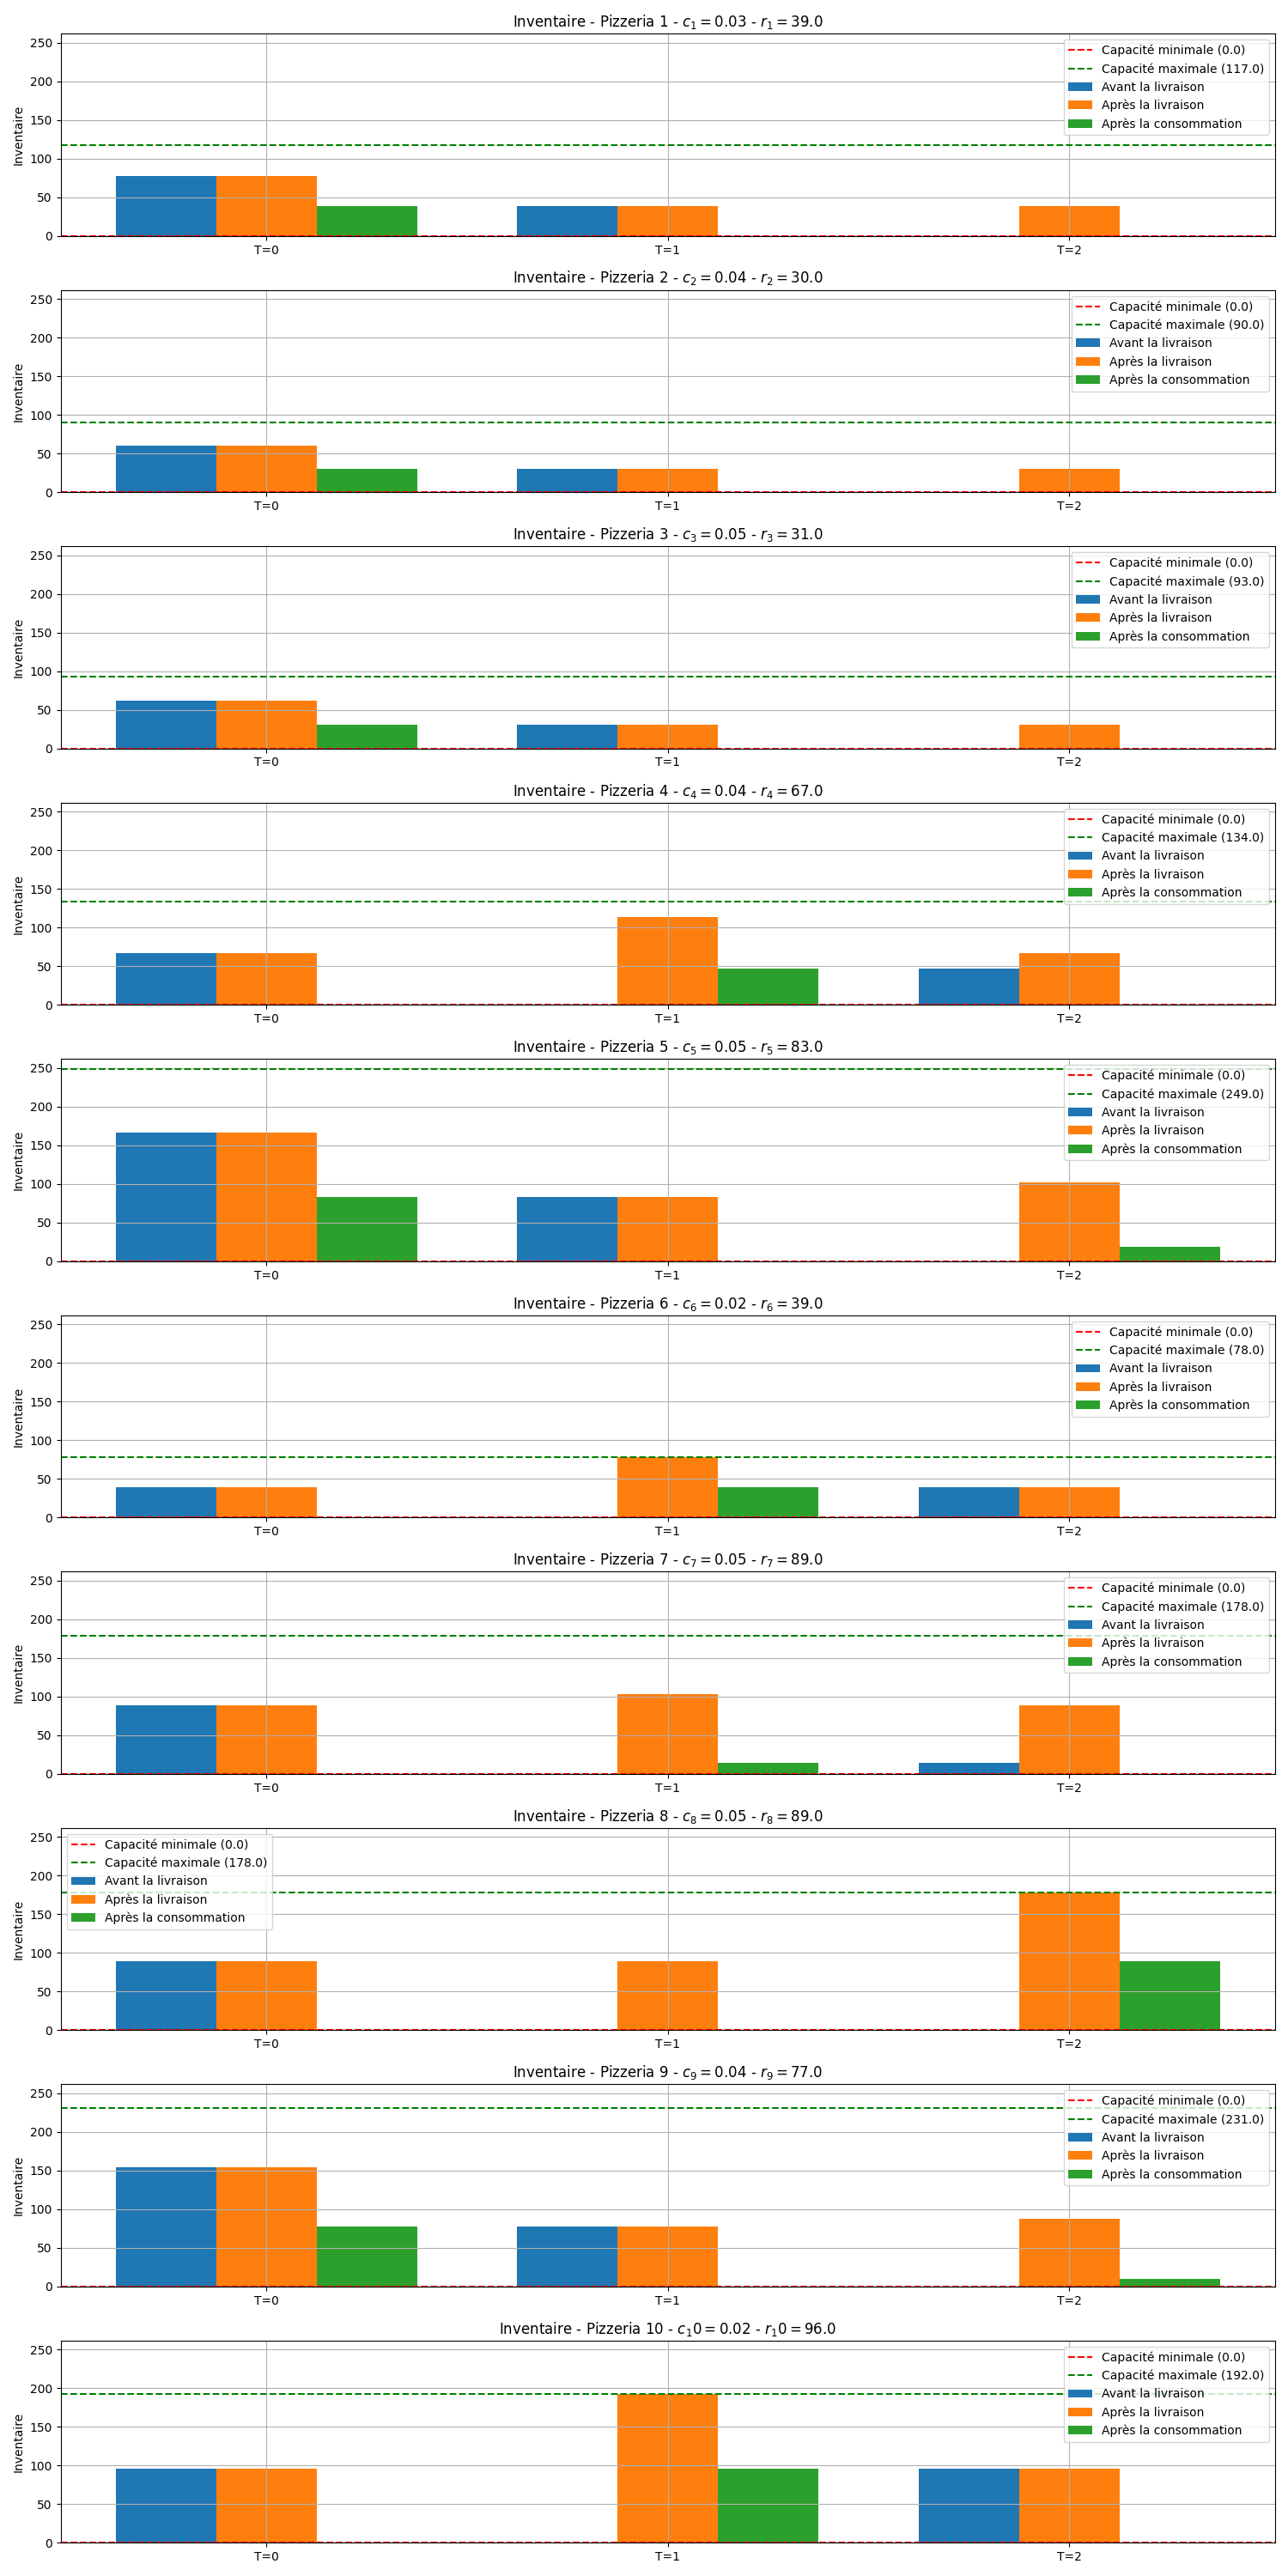 Inventaire - Pizzeria 1 - c₁ = 0.03 - r₁ = 39.0
Inventaire
250
200
150
100
50
0
Capacité minimale (0.0)
Capacité maximale (117.0)
Avant la livraison
Après la livraison
Après la consommation
T=0 T=1 T=2
Inventaire - Pizzeria 2 - c₂ = 0.04 - r₂ = 30.0
Inventaire
250
200
150
100
50
0
Capacité minimale (0.0)
Capacité maximale (90.0)
Avant la livraison
Après la livraison
Après la consommation
T=0 T=1 T=2
Inventaire - Pizzeria 3 - c₃ = 0.05 - r₃ = 31.0
Inventaire
250
200
150
100
50
0
Capacité minimale (0.0)
Capacité maximale (93.0)
Avant la livraison
Après la livraison
Après la consommation
T=0 T=1 T=2
Inventaire - Pizzeria 4 - c₄ = 0.04 - r₄ = 67.0
Inventaire
250
200
150
100
50
0
Capacité minimale (0.0)
Capacité maximale (134.0)
Avant la livraison
Après la livraison
Après la consommation
T=0 T=1 T=2
Inventaire - Pizzeria 5 - c₅ = 0.05 - r₅ = 83.0
Inventaire
250
200
150
100
50
0
Capacité minimale (0.0)
Capacité maximale (249.0)
Avant la livraison
Après la livraison
Après la consommation
T=0 T=1 T=2
Inventaire - Pizzeria 6 - c₆ = 0.02 - r₆ = 39.0
Inventaire
250
200
150
100
50
0
Capacité minimale (0.0)
Capacité maximale (78.0)
Avant la livraison
Après la livraison
Après la consommation
T=0 T=1 T=2
Inventaire - Pizzeria 7 - c₇ = 0.05 - r₇ = 89.0
Inventaire
250
200
150
100
50
0
Capacité minimale (0.0)
Capacité maximale (178.0)
Avant la livraison
Après la livraison
Après la consommation
T=0 T=1 T=2
Inventaire - Pizzeria 8 - c₈ = 0.05 - r₈ = 89.0
Inventaire
250
200
150
100
50
0
Capacité minimale (0.0)
Capacité maximale (178.0)
Avant la livraison
Après la livraison
Après la consommation
T=0 T=1 T=2
Inventaire - Pizzeria 9 - c₉ = 0.04 - r₉ = 77.0
Inventaire
250
200
150
100
50
0
Capacité minimale (0.0)
Capacité maximale (231.0)
Avant la livraison
Après la livraison
Après la consommation
T=0 T=1 T=2
Inventaire - Pizzeria 10 - c₁0 = 0.02 - r₁0 = 96.0
Inventaire
250
200
150
100
50
0
Capacité minimale (0.0)
Capacité maximale (192.0)
Avant la livraison
Après la livraison
Après la consommation
T=0 T=1 T=2